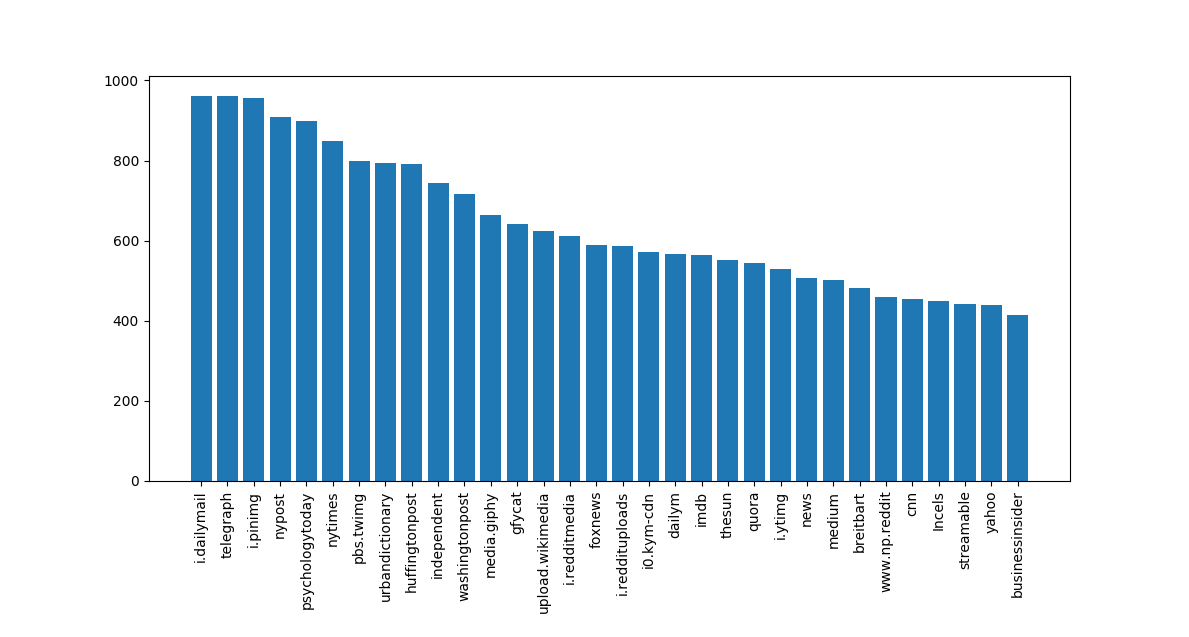 1000
800
600
400
200
0
i.dailymail
telegraph
i.pinimg
nypost
psychologytoday
nytimes
pbs.twimg
urbandictionary
huffingtonpost
independent
washingtonpost
media.giphy
gfycat
upload.wikimedia
i.redditmedia
foxnews
i.reddituploads
i0.kym-cdn
dailym
imdb
thesun
quora
i.ytimg
news
medium
breitbart
www.np.reddit
cnn
Incels
streamable
yahoo
businessinsider